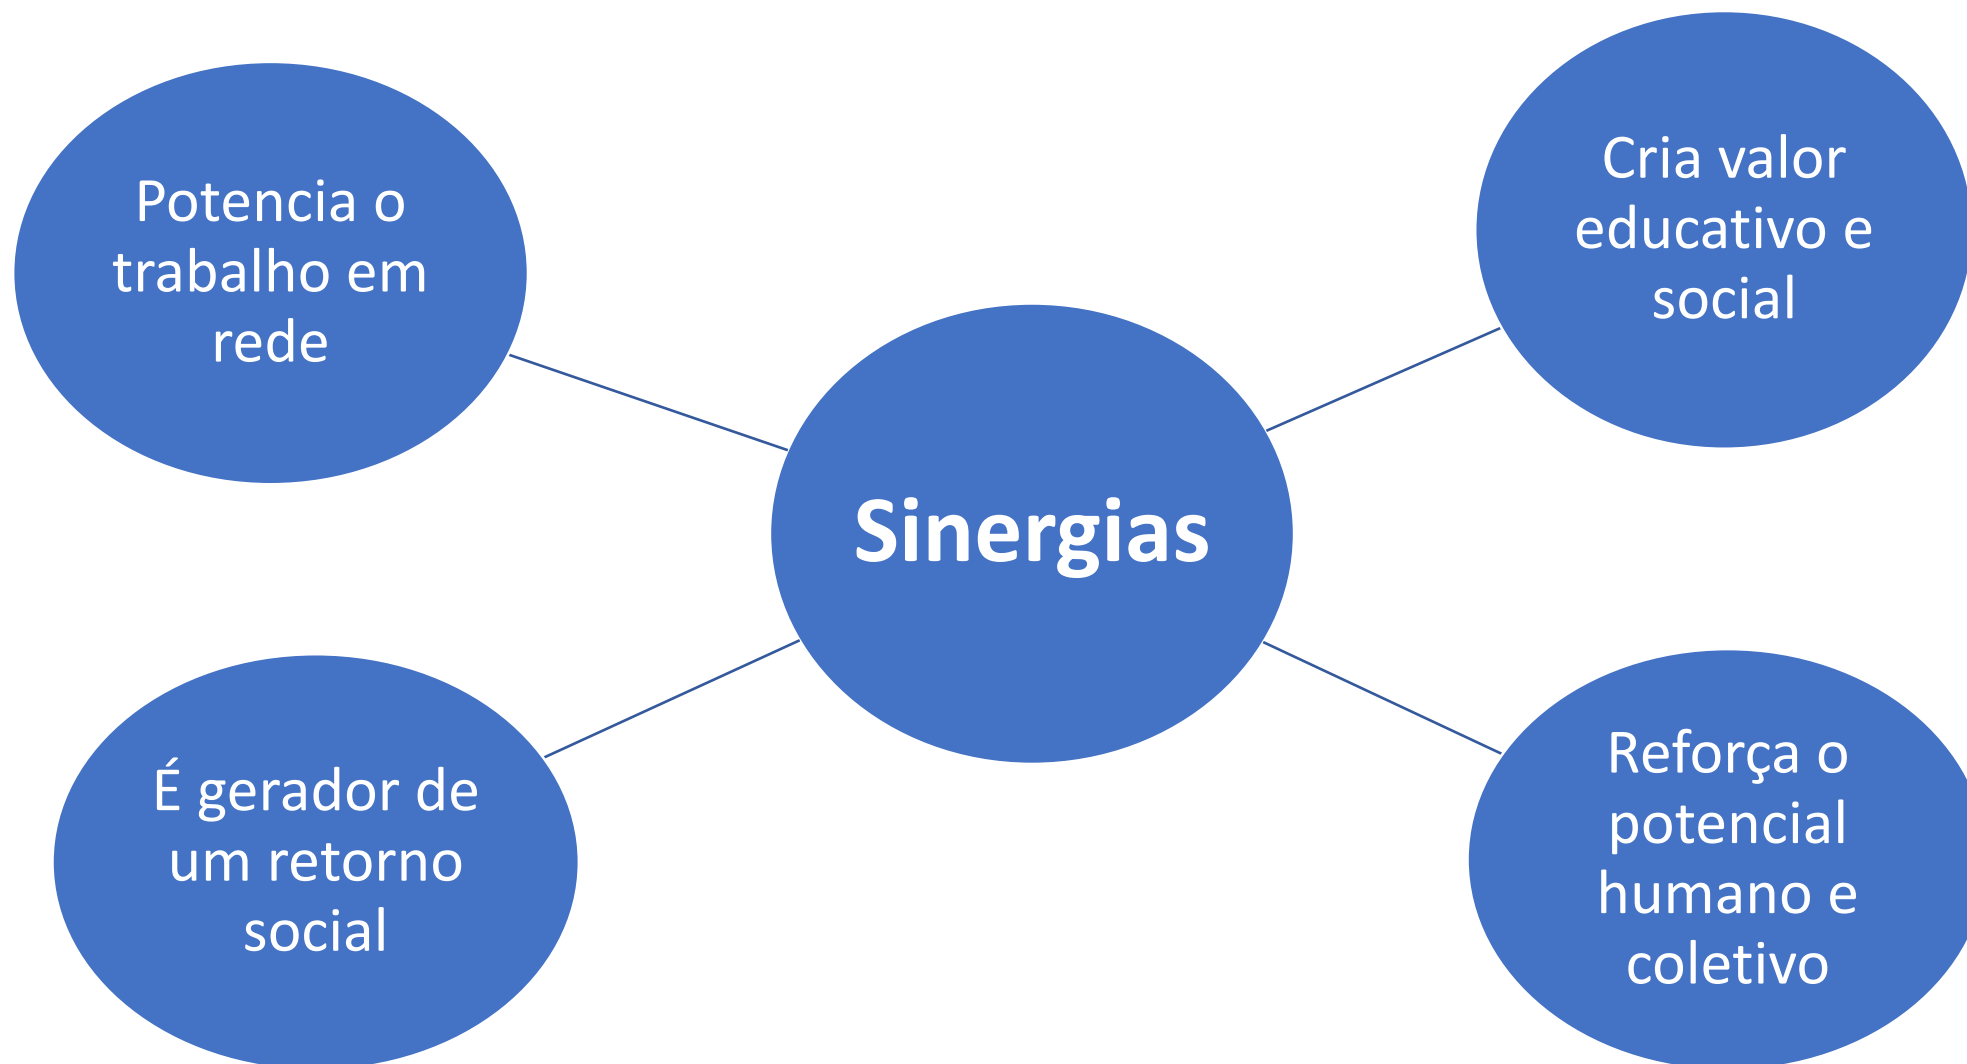 Potencia o
trabalho em
rede
Cria valor
educativo e
social
Sinergias
É gerador de
um retorno
social
Reforça o
potencial
humano e
coletivo